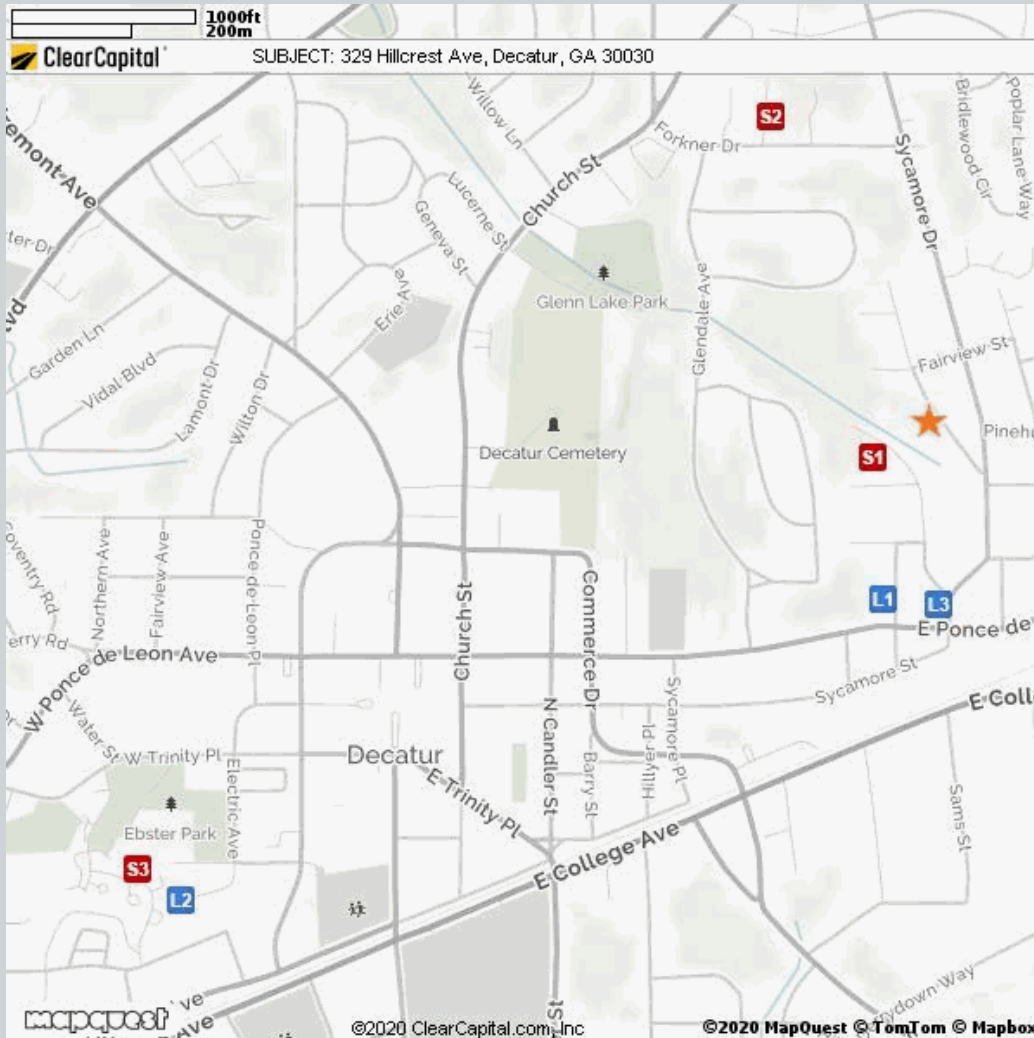 1000ft
200m
ClearCapital
SUBJECT: 329 Hillcrest Ave, Decatur, GA 30030
Willow Ln
S2
Forkner Dr
Sycamore Dr
Bridlewood Cir
Poplar Lane Way
Church St
Lucerne St
Geneva St
Erie Ave
Glenn Lake Park
Glendale Ave
Garden Ln
Vidal Blvd
Lamont Dr
Wilton Dr
Fairview St
Decatur Cemetery
S1
Northern Ave
Fairview Ave
Ponce de Leon Pl
Coventry Rd
Church St
Commerce Dr
L1
L3
W Ponce de Leon Ave
E Ponce de
Sycamore St
Water St
W Trinity Pl
Decatur
E Trinity Pl
N Candler St
Barry St
Hillyer Pl
Sycamore Pl
E Coll
Electric Ave
Ebster Park
E College Ave
Sams St
S3
L2
mapquest
©2020 ClearCapital.com, Inc
©2020 MapQuest © TomTom © Mapbox